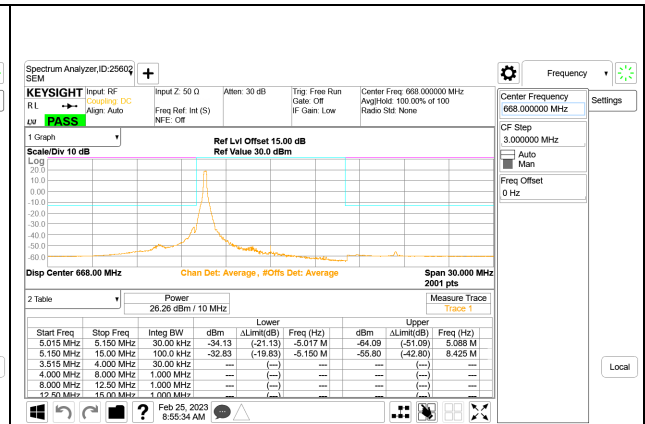 Spectrum Analyzer,ID:25602
SEM
+
Frequency
KEYSIGHT
R L
PASS
Input: RF
Coupling: DC
Align: Auto
Input Z: 50 Ω
Freq Ref: Int (S)
NFE: Off
Atten: 30 dB
Trig: Free Run
Gate: Off
IF Gain: Low
Center Freq: 668.000000 MHz
Avg|Hold: 100.00% of 100
Radio Std: None
Center Frequency
668.000000 MHz
Settings
CF Step
3.000000 MHz
Auto
Man
Freq Offset
0 Hz
1 Graph
Scale/Div 10 dB
Ref Lvl Offset 15.00 dB
Ref Value 30.0 dBm
Log
20.0
10.0
0.00
-10.0
-20.0
-30.0
-40.0
-50.0
-60.0
Disp Center 668.00 MHz
Chan Det: Average , #Offs Det: Average
Span 30.000 MHz
2001 pts
2 Table
Power
26.26 dBm / 10 MHz
Measure Trace
Trace 1
Lower Upper
Start Freq Stop Freq Integ BW dBm ΔLimit(dB) Freq (Hz) dBm ΔLimit(dB) Freq (Hz)
5.015 MHz 5.150 MHz 30.00 kHz -34.13 (-21.13) -5.017 M -64.09 (-51.09) 5.088 M
5.150 MHz 15.00 MHz 100.0 kHz -32.83 (-19.83) -5.150 M -55.80 (-42.80) 8.425 M
3.515 MHz 4.000 MHz 30.00 kHz --- (---) --- --- (---) ---
4.000 MHz 8.000 MHz 1.000 MHz --- (---) --- --- (---) ---
8.000 MHz 12.50 MHz 1.000 MHz --- (---) --- --- (---) ---
12.50 MHz 15.00 MHz 1.000 MHz --- (---) --- --- (---) ---
Local
?
Feb 25, 2023
8:55:34 AM